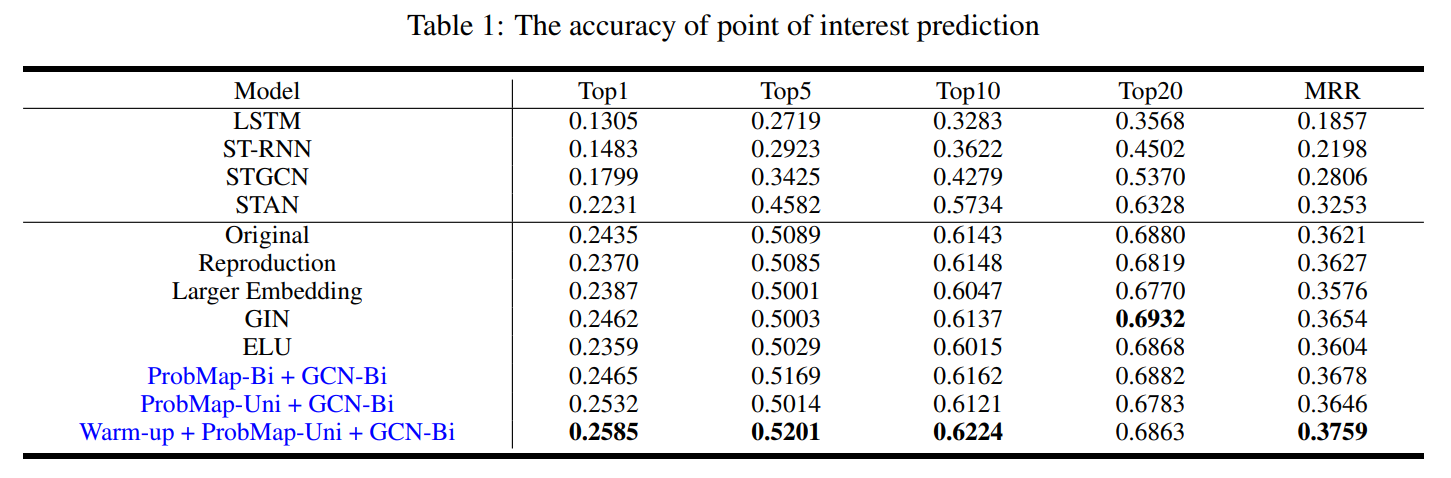 Table 1: The accuracy of point of interest prediction
Model Top1 Top5 Top10 Top20 MRR
LSTM 0.1305 0.2719 0.3283 0.3568 0.1857
ST-RNN 0.1483 0.2923 0.3622 0.4502 0.2198
STGCN 0.1799 0.3425 0.4279 0.5370 0.2806
STAN 0.2231 0.4582 0.5734 0.6328 0.3253
Original 0.2435 0.5089 0.6143 0.6880 0.3621
Reproduction 0.2370 0.5085 0.6148 0.6819 0.3627
Larger Embedding 0.2387 0.5001 0.6047 0.6770 0.3576
GIN 0.2462 0.5003 0.6137 0.6932 0.3654
ELU 0.2359 0.5029 0.6015 0.6868 0.3604
ProbMap-Bi + GCN-Bi 0.2465 0.5169 0.6162 0.6882 0.3678
ProbMap-Uni + GCN-Bi 0.2532 0.5014 0.6121 0.6783 0.3646
Warm-up + ProbMap-Uni + GCN-Bi 0.2585 0.5201 0.6224 0.6863 0.3759